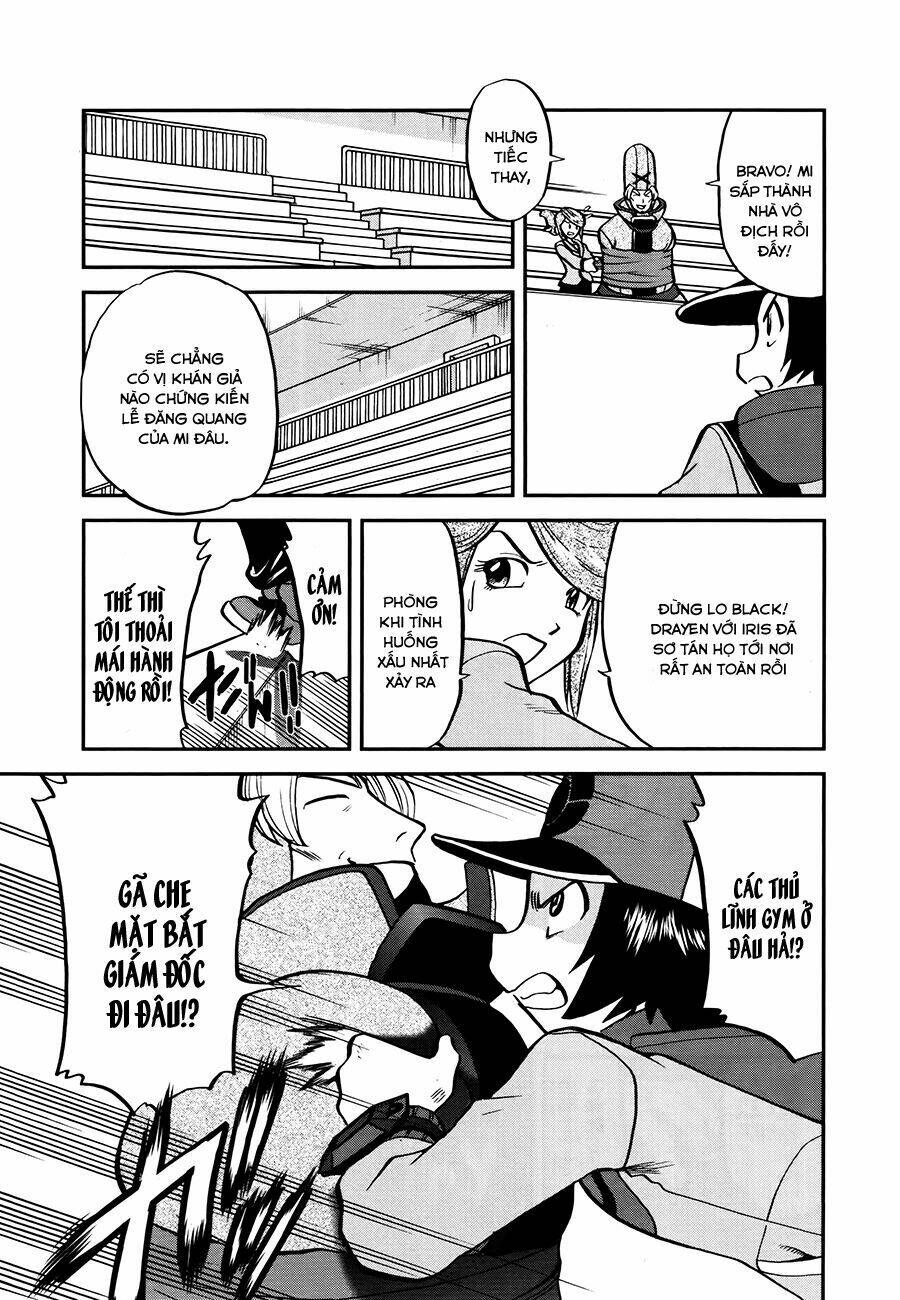 BRAVO! MI
SẮP THÀNH
NHÀ VÔ
ĐỊCH RỒI
ĐẤY!
NHƯNG
TIẾC
THAY,
SẼ CHẲNG
CÓ VỊ KHÁN GIẢ
NÀO CHỨNG KIẾN
LỄ ĐĂNG QUANG
CỦA MI ĐÂU.
ĐỪNG LO BLACK!
DRAYEN VỚI IRIS ĐÃ
SƠ TÁN HỌ TỚI NƠI
RẤT AN TOÀN RỒI
PHÒNG
KHI TÌNH
HUỐNG
XẤU NHẤT
XẢY RA
CẢM
ƠN!
THẾ THÌ
TÔI THOẢI
MÁI HÀNH
ĐỘNG RỒI!
CÁC THỦ
LĨNH GYM Ở
ĐÂU HẢ!?
GÃ CHE
MẶT BẮT
GIÁM ĐỐC
ĐI ĐÂU!?